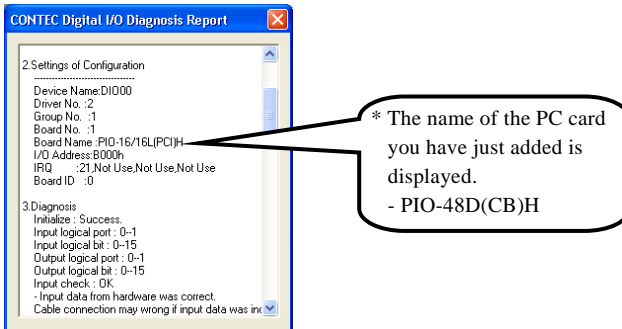 CONTEC Digital I/O Diagnosis Report
2.Settings of Configuration
--------------------------------
Device Name:DIO00
Driver No. :2
Group No. :1
Board No. :1
Board Name :PIO-16/16L(PCI)H
I/O Address:B000h
IRQ :21,Not Use,Not Use,Not Use
Board ID :0
3.Diagnosis
Initialize : Success.
Input logical port : 0--1
Input logical bit : 0--15
Output logical port : 0--1
Output logical bit : 0--15
Input check : OK
- Input data from hardware was correct.
Cable connection may wrong if input data was
* The name of the PC card
you have just added is
displayed.
- PIO-48D(CB)H